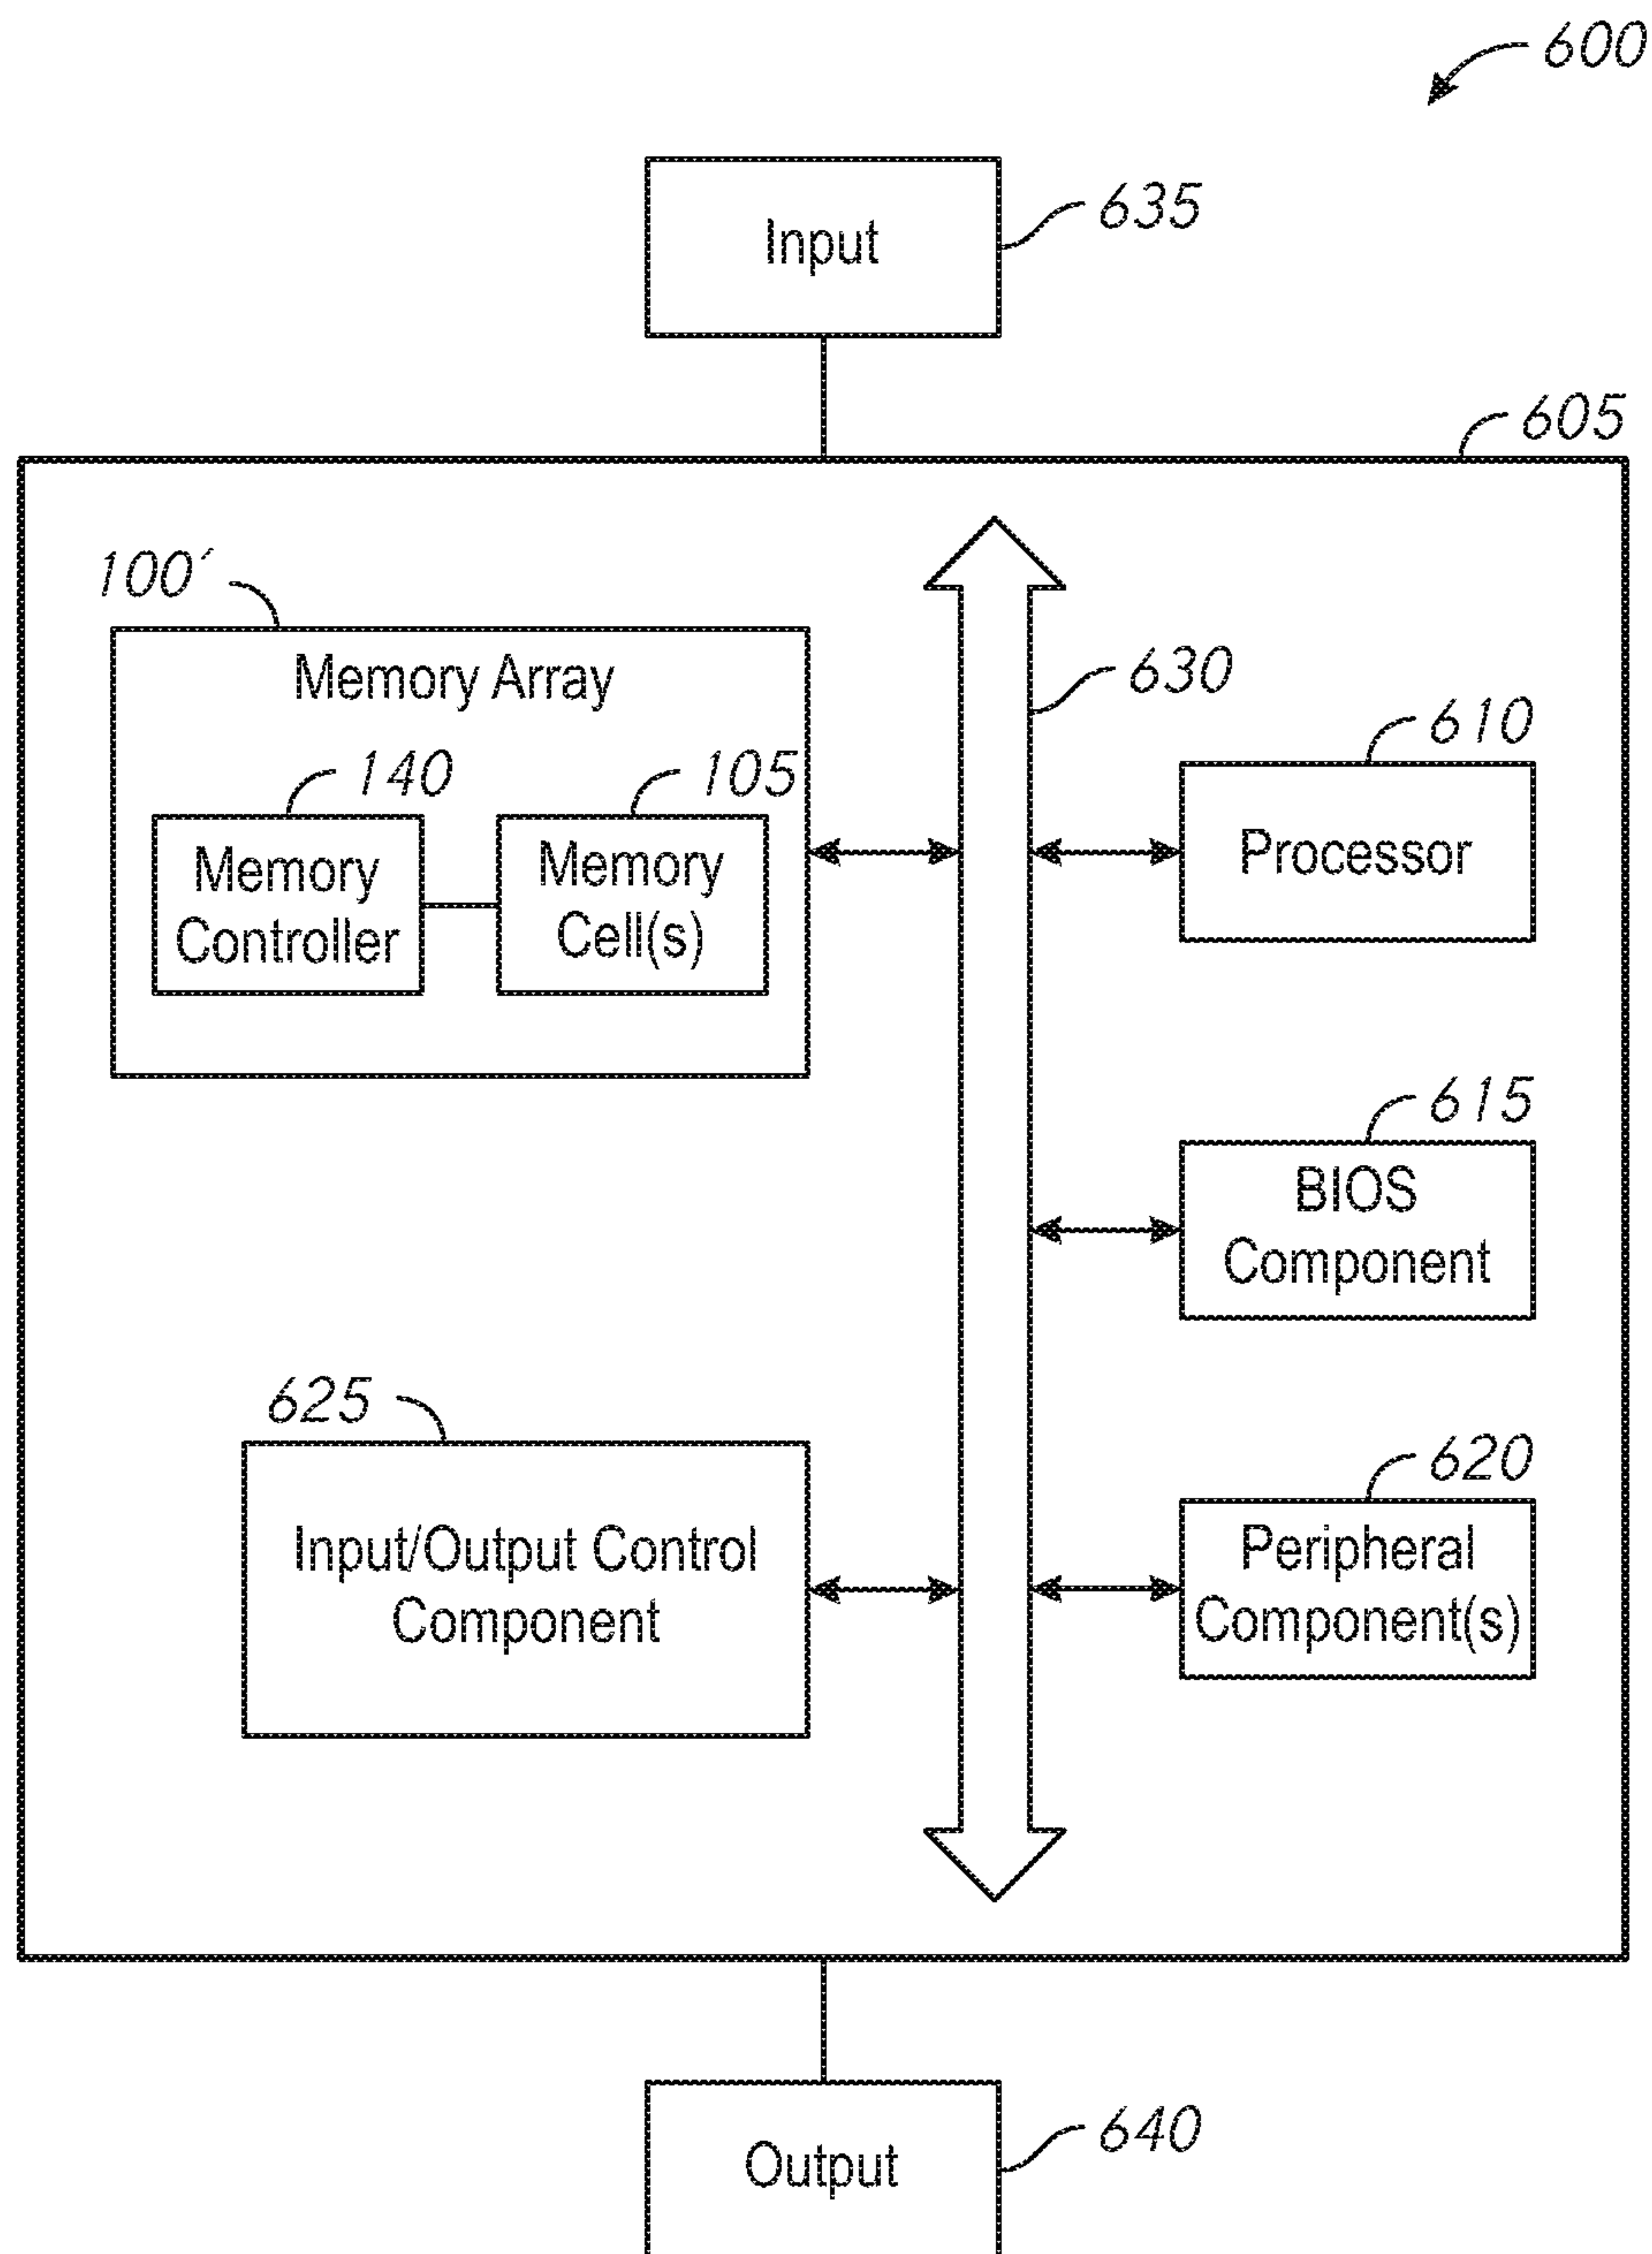 600
Input
635
605
100′
Memory Array
630
610
140
105
Memory
Controller
Memory
Cell(s)
Processor
615
BIOS
Component
625
620
Input/Output Control
Component
Peripheral
Component(s)
Output
640